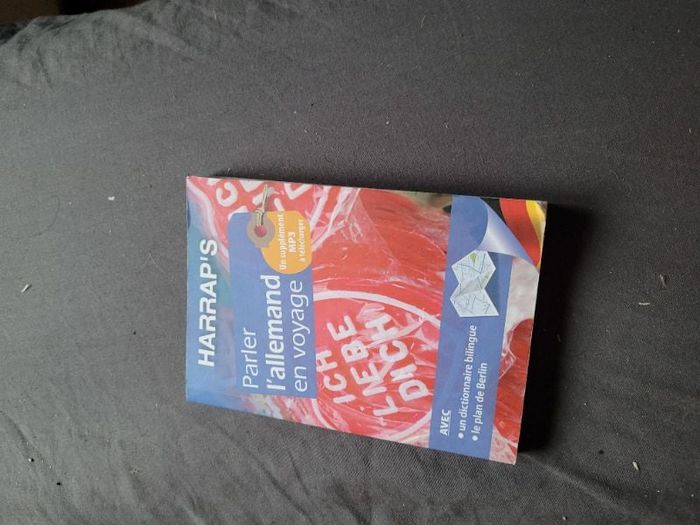 HARRAP'S
Parler
l'allemand
en voyage
Un supplément
MP3
à télécharger
ICH
LIEBE
DICH
AVEC
• un dictionnaire bilingue
• le plan de Berlin